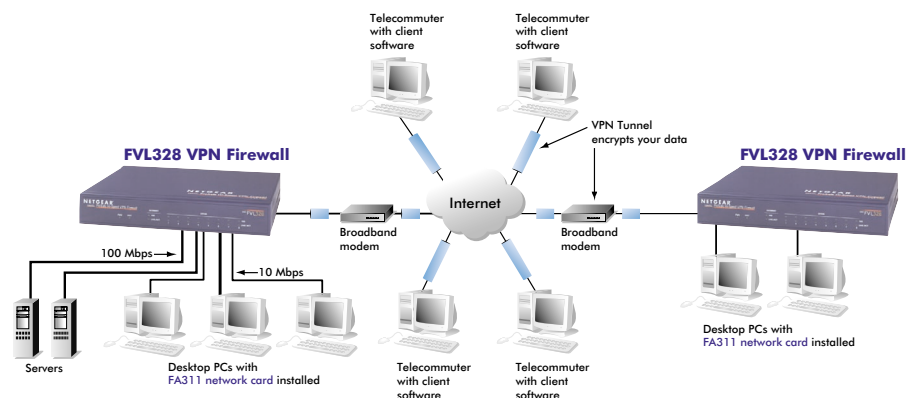 Telecommuter
with client
software
Telecommuter
with client
software
VPN Tunnel
encrypts your data
FVL328 VPN Firewall
FVL328 VPN Firewall
NETGEAR
NETGEAR
Internet
Broadband
modem
Broadband
modem
100 Mbps
10 Mbps
Servers
Desktop PCs with
FA311 network card installed
Telecommuter
with client
software
Telecommuter
with client
software
Desktop PCs with
FA311 network card installed